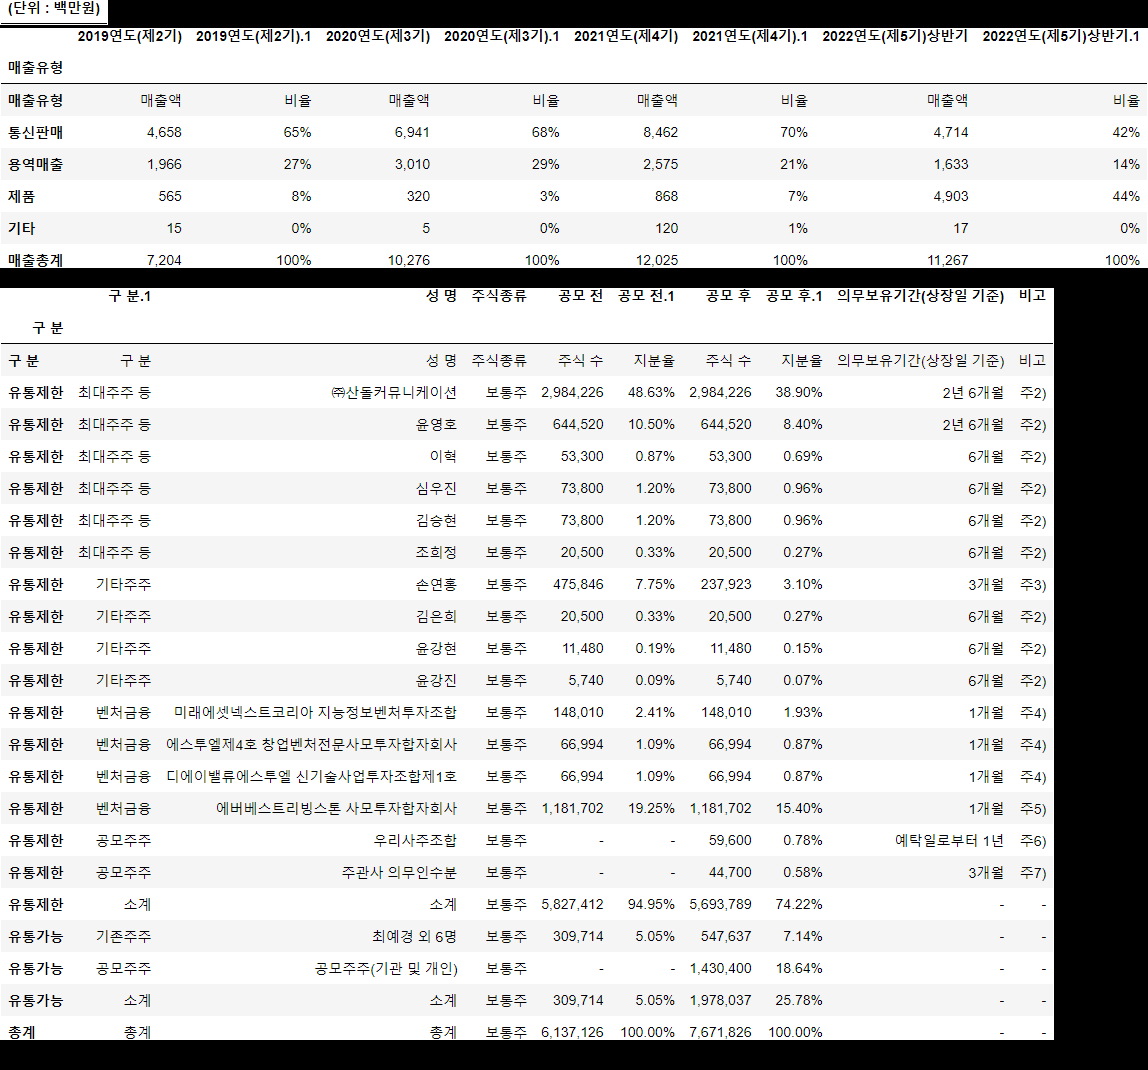 (단위 : 백만원)
2019연도(제2기) 2019연도(제2기).1 2020연도(제3기) 2020연도(제3기).1 2021연도(제4기) 2021연도(제4기).1 2022연도(제5기)상반기 2022연도(제5기)상반기.1
매출유형
매출유형 매출액 비율 매출액 비율 매출액 비율 매출액 비율
통신판매 4,658 65% 6,941 68% 8,462 70% 4,714 42%
용역매출 1,966 27% 3,010 29% 2,575 21% 1,633 14%
제품 565 8% 320 3% 868 7% 4,903 44%
기타 15 0% 5 0% 120 1% 17 0%
매출총계 7,204 100% 10,276 100% 12,025 100% 11,267 100%
구 분.1 성 명 주식종류 공모 전 공모 전.1 공모 후 공모 후.1 의무보유기간(상장일 기준) 비고
구 분
구 분 구 분 성 명 주식종류 주식 수 지분율 주식 수 지분율 의무보유기간(상장일 기준) 비고
유통제한 최대주주 등 ㈜산돌커뮤니케이션 보통주 2,984,226 48.63% 2,984,226 38.90% 2년 6개월 주2)
유통제한 최대주주 등 윤영호 보통주 644,520 10.50% 644,520 8.40% 2년 6개월 주2)
유통제한 최대주주 등 이혁 보통주 53,300 0.87% 53,300 0.69% 6개월 주2)
유통제한 최대주주 등 심우진 보통주 73,800 1.20% 73,800 0.96% 6개월 주2)
유통제한 최대주주 등 김승현 보통주 73,800 1.20% 73,800 0.96% 6개월 주2)
유통제한 최대주주 등 조희정 보통주 20,500 0.33% 20,500 0.27% 6개월 주2)
유통제한 기타주주 손연홍 보통주 475,846 7.75% 237,923 3.10% 3개월 주3)
유통제한 기타주주 김은희 보통주 20,500 0.33% 20,500 0.27% 6개월 주2)
유통제한 기타주주 윤강현 보통주 11,480 0.19% 11,480 0.15% 6개월 주2)
유통제한 기타주주 윤강진 보통주 5,740 0.09% 5,740 0.07% 6개월 주2)
유통제한 벤처금융 미래에셋넥스트코리아 지능정보벤처투자조합 보통주 148,010 2.41% 148,010 1.93% 1개월 주4)
유통제한 벤처금융 에스투엘제4호 창업벤처전문사모투자합자회사 보통주 66,994 1.09% 66,994 0.87% 1개월 주4)
유통제한 벤처금융 디에이밸류에스투엘 신기술사업투자조합제1호 보통주 66,994 1.09% 66,994 0.87% 1개월 주4)
유통제한 벤처금융 에버베스트리빙스톤 사모투자합자회사 보통주 1,181,702 19.25% 1,181,702 15.40% 1개월 주5)
유통제한 공모주주 우리사주조합 보통주 - - 59,600 0.78% 예탁일로부터 1년 주6)
유통제한 공모주주 주관사 의무인수분 보통주 - - 44,700 0.58% 3개월 주7)
유통제한 소계 소계 보통주 5,827,412 94.95% 5,693,789 74.22% - -
유통가능 기존주주 최예경 외 6명 보통주 309,714 5.05% 547,637 7.14% - -
유통가능 공모주주 공모주주(기관 및 개인) 보통주 - - 1,430,400 18.64% - -
유통가능 소계 소계 보통주 309,714 5.05% 1,978,037 25.78% - -
총계 총계 총계 보통주 6,137,126 100.00% 7,671,826 100.00% - -